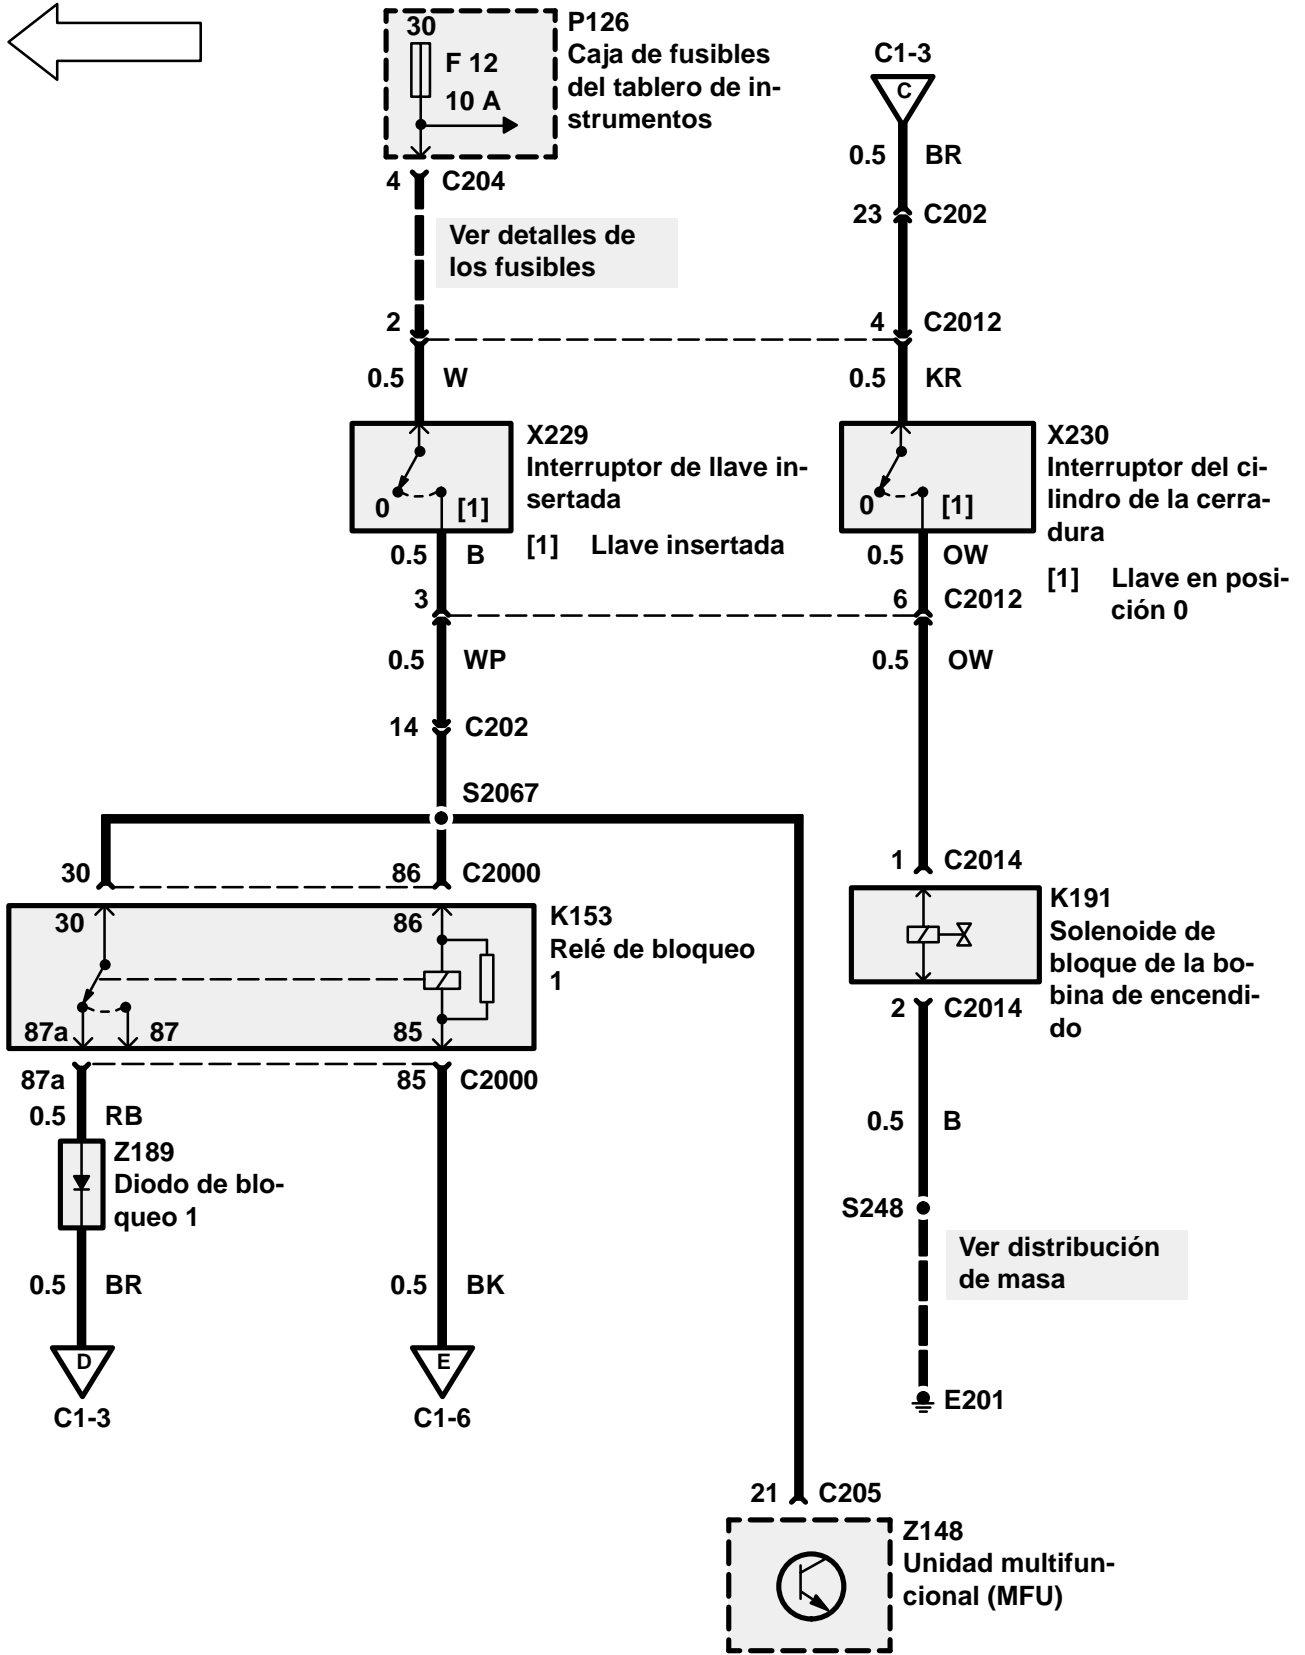 30
F 12
10 A
P126
Caja de fusibles
del tablero de in-
strumentos
C1-3
C
0.5 BR
4 C204
23 C202
Ver detalles de
los fusibles
2
4 C2012
0.5 W
0.5 KR
0 [1]
X229
Interruptor de llave in-
sertada
[1] Llave insertada
0 [1]
X230
Interruptor del ci-
lindro de la cerra-
dura
[1] Llave en posi-
ción 0
0.5 B
0.5 OW
3
6 C2012
0.5 WP
0.5 OW
14 C202
S2067
30
86 C2000
1 C2014
30
86
87a 87
85
K153
Relé de bloqueo
1
K191
Solenoide de
bloque de la bo-
bina de encendi-
do
2 C2014
87a
85 C2000
0.5 RB
Z189
Diodo de blo-
queo 1
0.5 B
S248
Ver distribución
de masa
0.5 BR
0.5 BK
D
C1-3
E
C1-6
E201
21 C205
Z148
Unidad multifun-
cional (MFU)